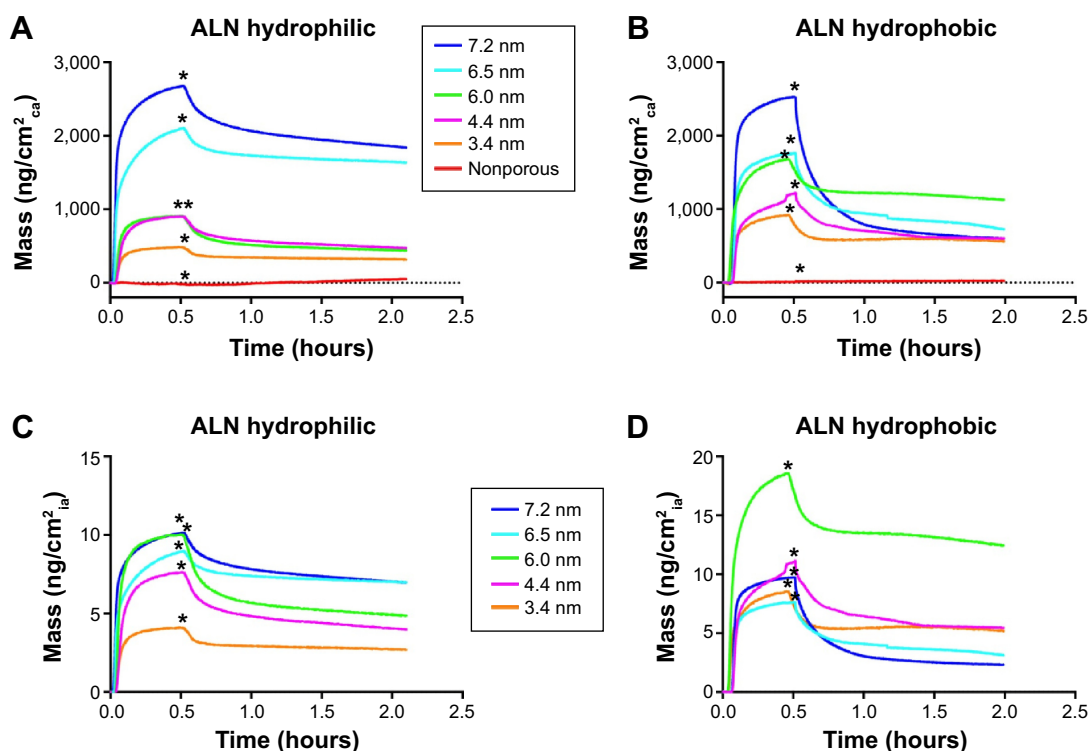 A
ALN hydrophilic
3,000
2,000
1,000
0
Mass (ng/cm²ca)
*
*
**
*
*
0.0 0.5 1.0 1.5 2.0 2.5
Time (hours)
7.2 nm
6.5 nm
6.0 nm
4.4 nm
3.4 nm
Nonporous
B
ALN hydrophobic
3,000
2,000
1,000
0
Mass (ng/cm²ca)
*
*
*
*
*
*
0.0 0.5 1.0 1.5 2.0 2.5
Time (hours)
C
ALN hydrophilic
15
10
5
0
Mass (ng/cm²ia)
*
*
*
*
*
0.0 0.5 1.0 1.5 2.0 2.5
Time (hours)
7.2 nm
6.5 nm
6.0 nm
4.4 nm
3.4 nm
D
ALN hydrophobic
20
15
10
5
0
Mass (ng/cm²ia)
*
*
*
*
*
0.0 0.5 1.0 1.5 2.0 2.5
Time (hours)